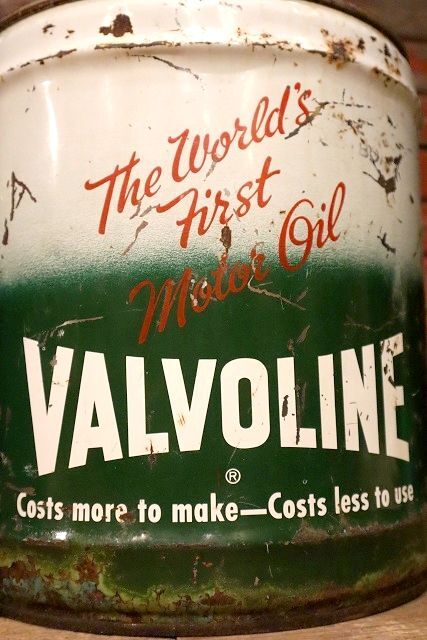 The World's
First
Motor Oil
VALVOLINE
®
Costs more to make—Costs less to use